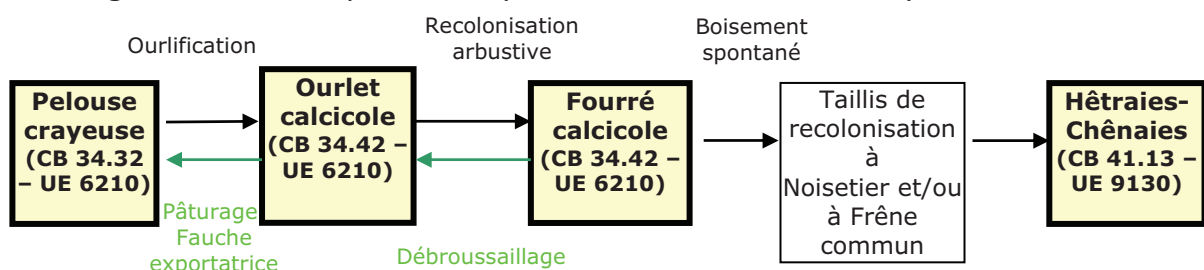 Ourlification
Recolonisation
arbustive
Boisement
spontané
Pelouse
crayeuse
(CB 34.32
– UE 6210)
Ourlet
calcicole
(CB 34.42 –
UE 6210)
Fourré
calcicole
(CB 34.42 –
UE 6210)
Taillis de
recolonisation
à
Noisetier et/ou
à Frêne
commun
Hêtraies-
Chênaies
(CB 41.13 –
UE 9130)
Pâturage
Fauche
exportatrice
Débroussaillage